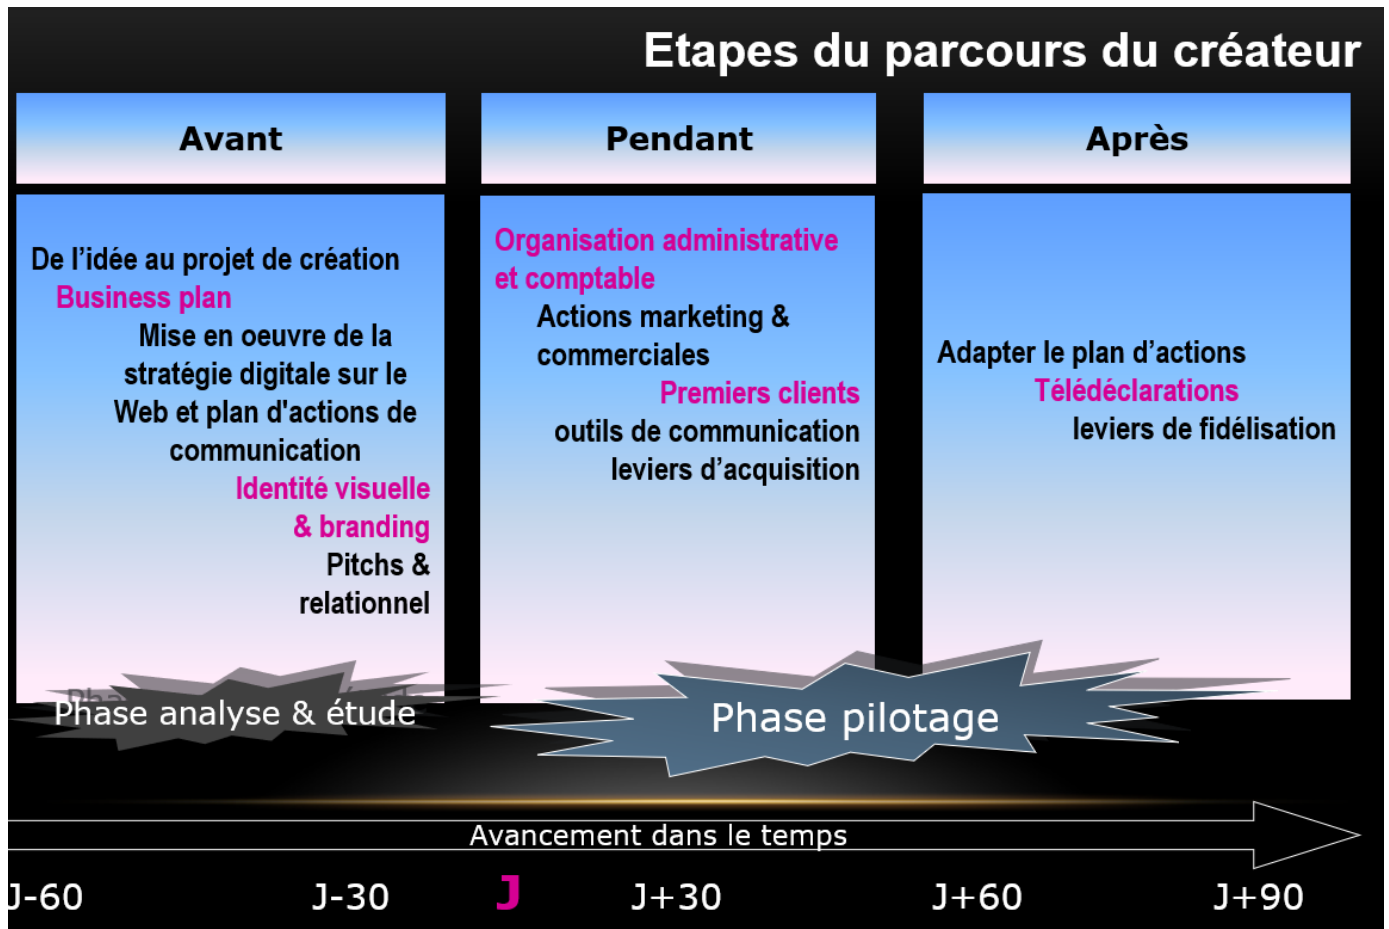 Etapes du parcours du créateur
Avant
Pendant
Après
De l’idée au projet de création
Business plan
Mise en oeuvre de la
stratégie digitale sur le
Web et plan d'actions de
communication
Identité visuelle
& branding
Pitchs &
relationnel
Organisation administrative
et comptable
Actions marketing &
commerciales
Premiers clients
outils de communication
leviers d’acquisition
Adapter le plan d’actions
Télédéclarations
leviers de fidélisation
Phase analyse & étude
Phase pilotage
Avancement dans le temps
J-60
J-30
J
J+30
J+60
J+90